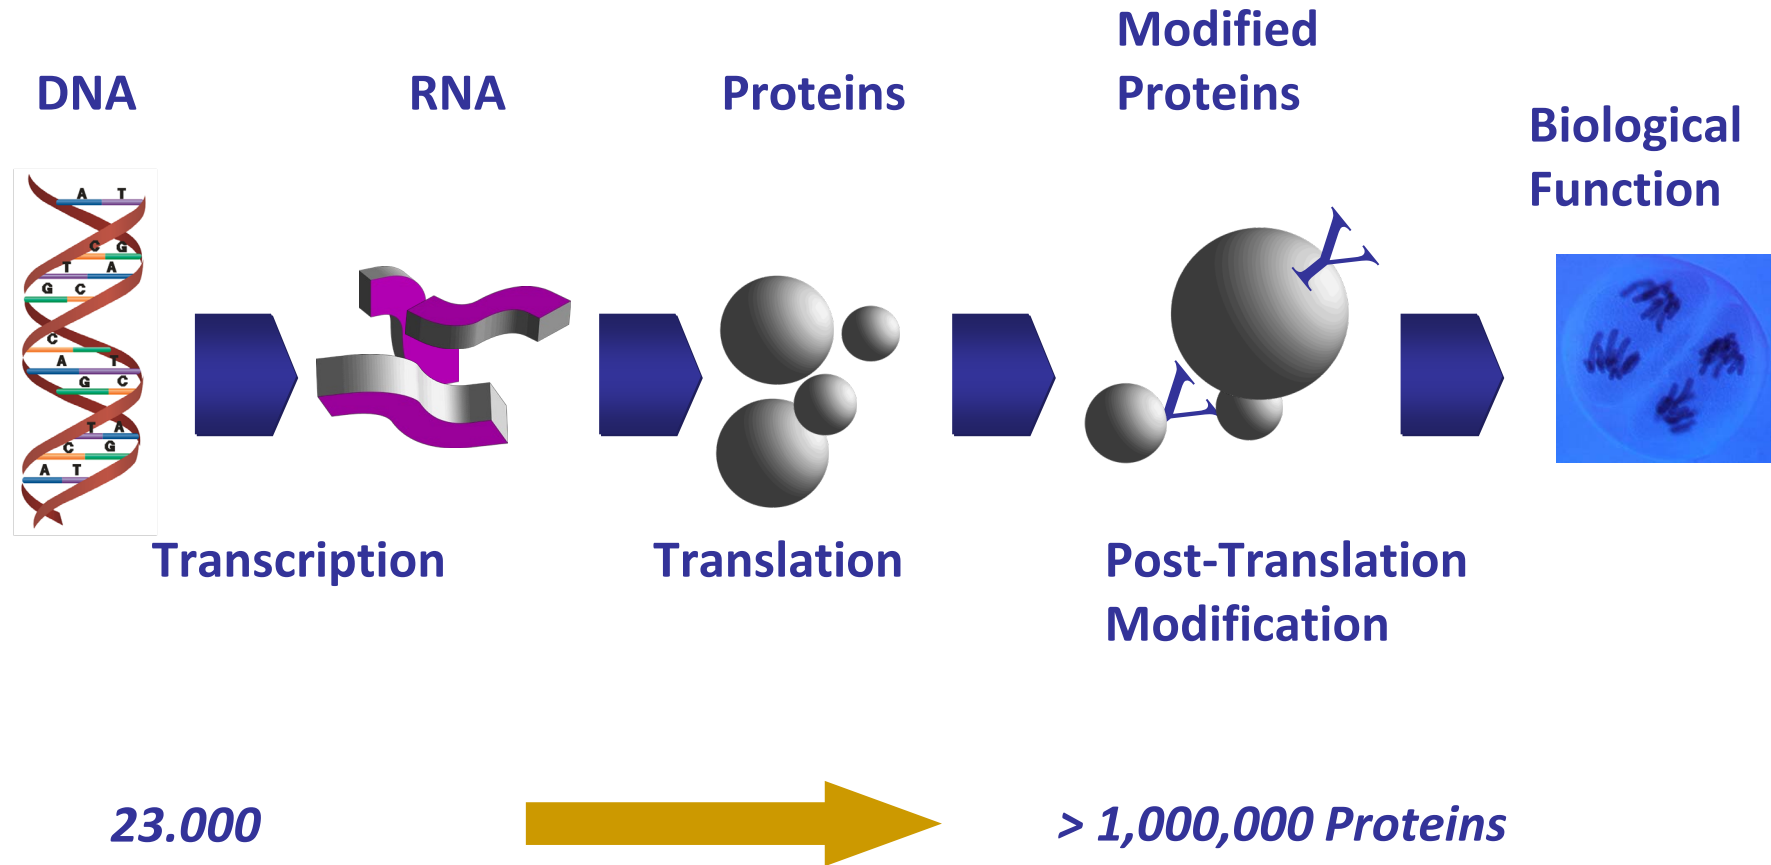 DNA
RNA
Proteins
Modified
Proteins
Biological
Function
A T
C G
T A
G C
C
A T
G C
T A
C G
A T
Y
Y
Transcription
Translation
Post-Translation
Modification
23.000
> 1,000,000 Proteins